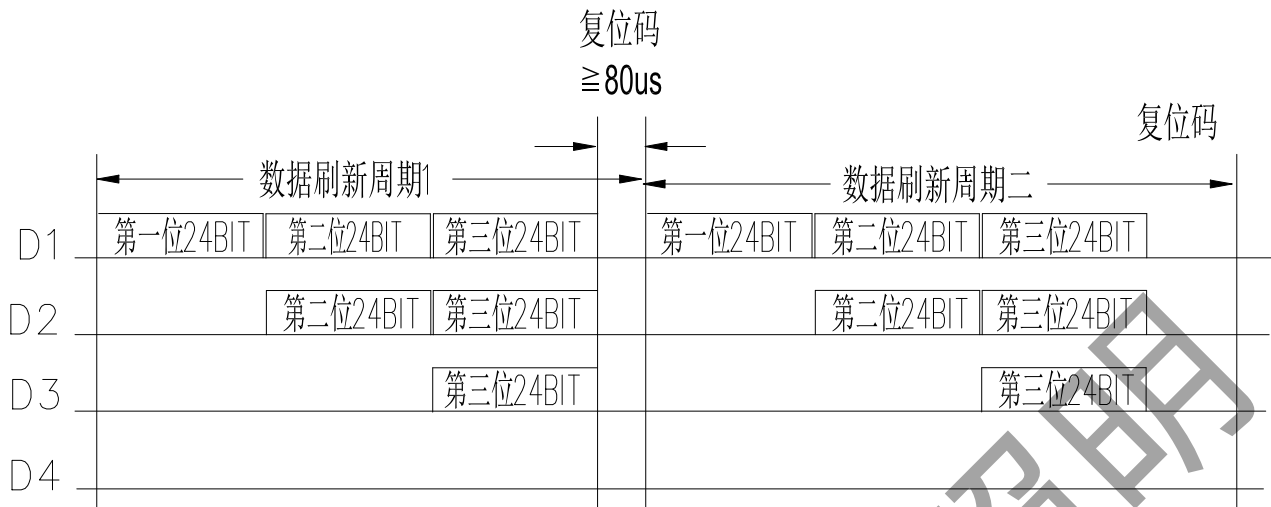 复位码
≧80us
复位码
数据刷新周期1
数据刷新周期二
D1 第一位24BIT 第二位24BIT 第三位24BIT 第一位24BIT 第二位24BIT 第三位24BIT
D2 第二位24BIT 第三位24BIT 第二位24BIT 第三位24BIT
D3 第三位24BIT 第三位24BIT
D4
明